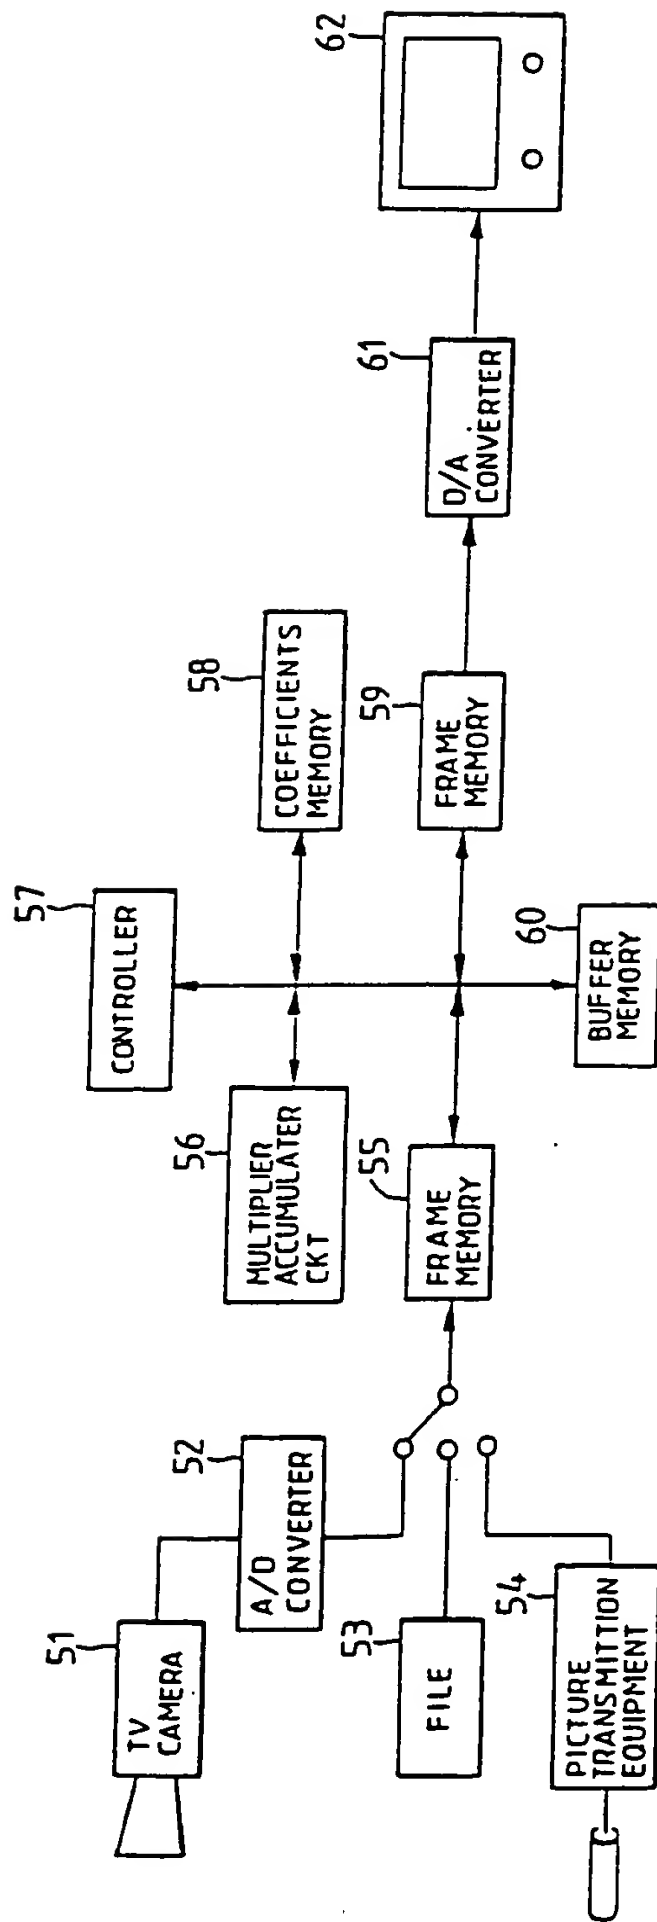 51
TV
CAMERA
52
A/D
CONVERTER
53
FILE
54
PICTURE
TRANSMITTION
EQUIPMENT
55
FRAME
MEMORY
56
MULTIPLIER
ACCUMULATER
CKT
57
CONTROLLER
58
COEFFICIENTS
MEMORY
59
FRAME
MEMORY
60
BUFFER
MEMORY
61
D/A
CONVERTER
62